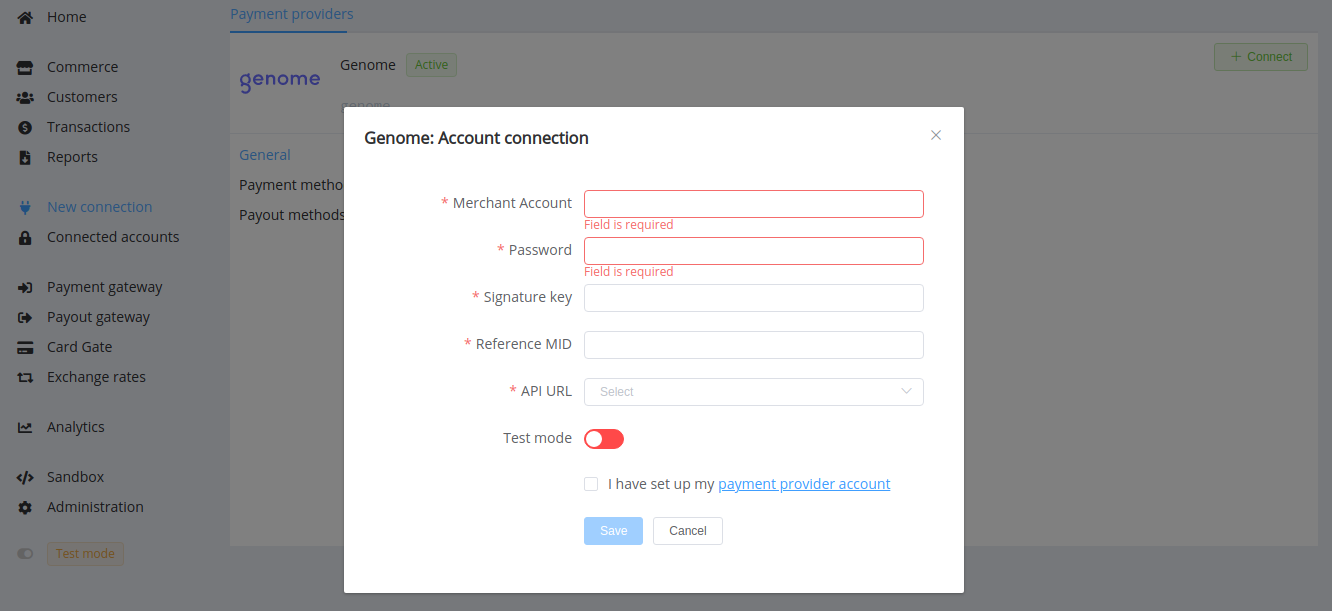 Home
Commerce
Customers
Transactions
Reports
New connection
Connected accounts
Payment gateway
Payout gateway
Card Gate
Exchange rates
Analytics
Sandbox
Administration
Test mode
Payment providers
genome
Genome Active
genome
+ Connect
General
Payment metho
Payout methods
Genome: Account connection
* Merchant Account
Field is required
* Password
Field is required
* Signature key
* Reference MID
* API URL Select
Test mode
I have set up my payment provider account
Save Cancel